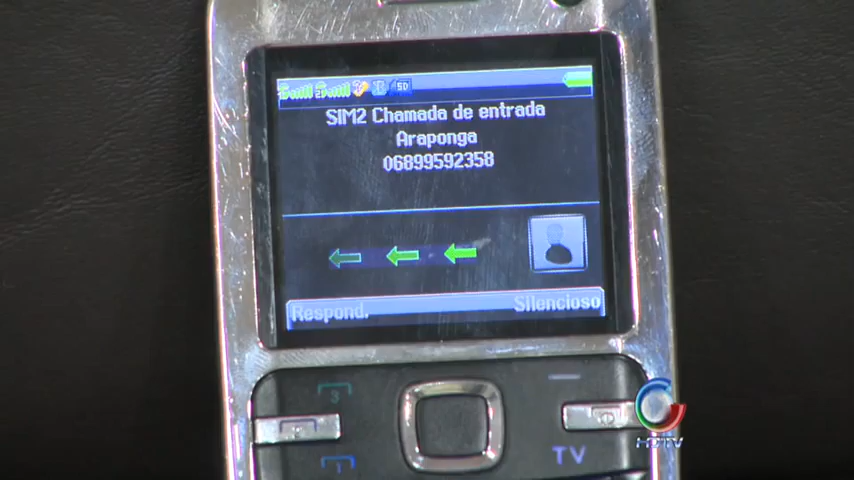 SD
SIM2 Chamada de entrada
Araponga
06899592358
Respond.
Silencioso
3
TV
HDTV